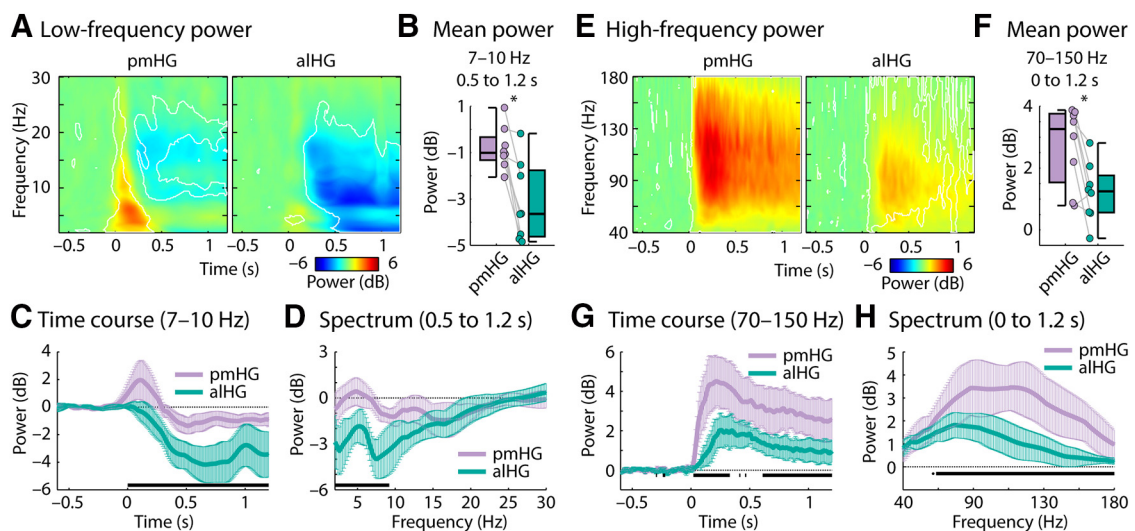 A Low-frequency power
pmHG
alHG
Frequency (Hz)
30
20
10
−0.5 0 0.5 1
−0.5 0 0.5 1
Time (s)
−6 6
Power (dB)
B Mean power
7–10 Hz
0.5 to 1.2 s
*
Power (dB)
1
−1
−3
−5
pmHG
alHG
E High-frequency power
pmHG
alHG
Frequency (Hz)
180
130
90
60
40
−0.5 0 0.5 1
−0.5 0 0.5 1
Time (s)
−6 6
Power (dB)
F Mean power
70–150 Hz
0 to 1.2 s
*
Power (dB)
4
2
0
pmHG
alHG
C Time course (7–10 Hz)
pmHG
alHG
Power (dB)
4
2
0
−2
−4
−6
−0.5 0 0.5 1
Time (s)
D Spectrum (0.5 to 1.2 s)
pmHG
alHG
Power (dB)
3
0
−3
−6
10 20 30
Frequency (Hz)
G Time course (70–150 Hz)
pmHG
alHG
Power (dB)
6
4
2
0
−0.5 0 0.5 1
Time (s)
H Spectrum (0 to 1.2 s)
pmHG
alHG
Power (dB)
5
4
3
2
1
0
40 90 130 180
Frequency (Hz)